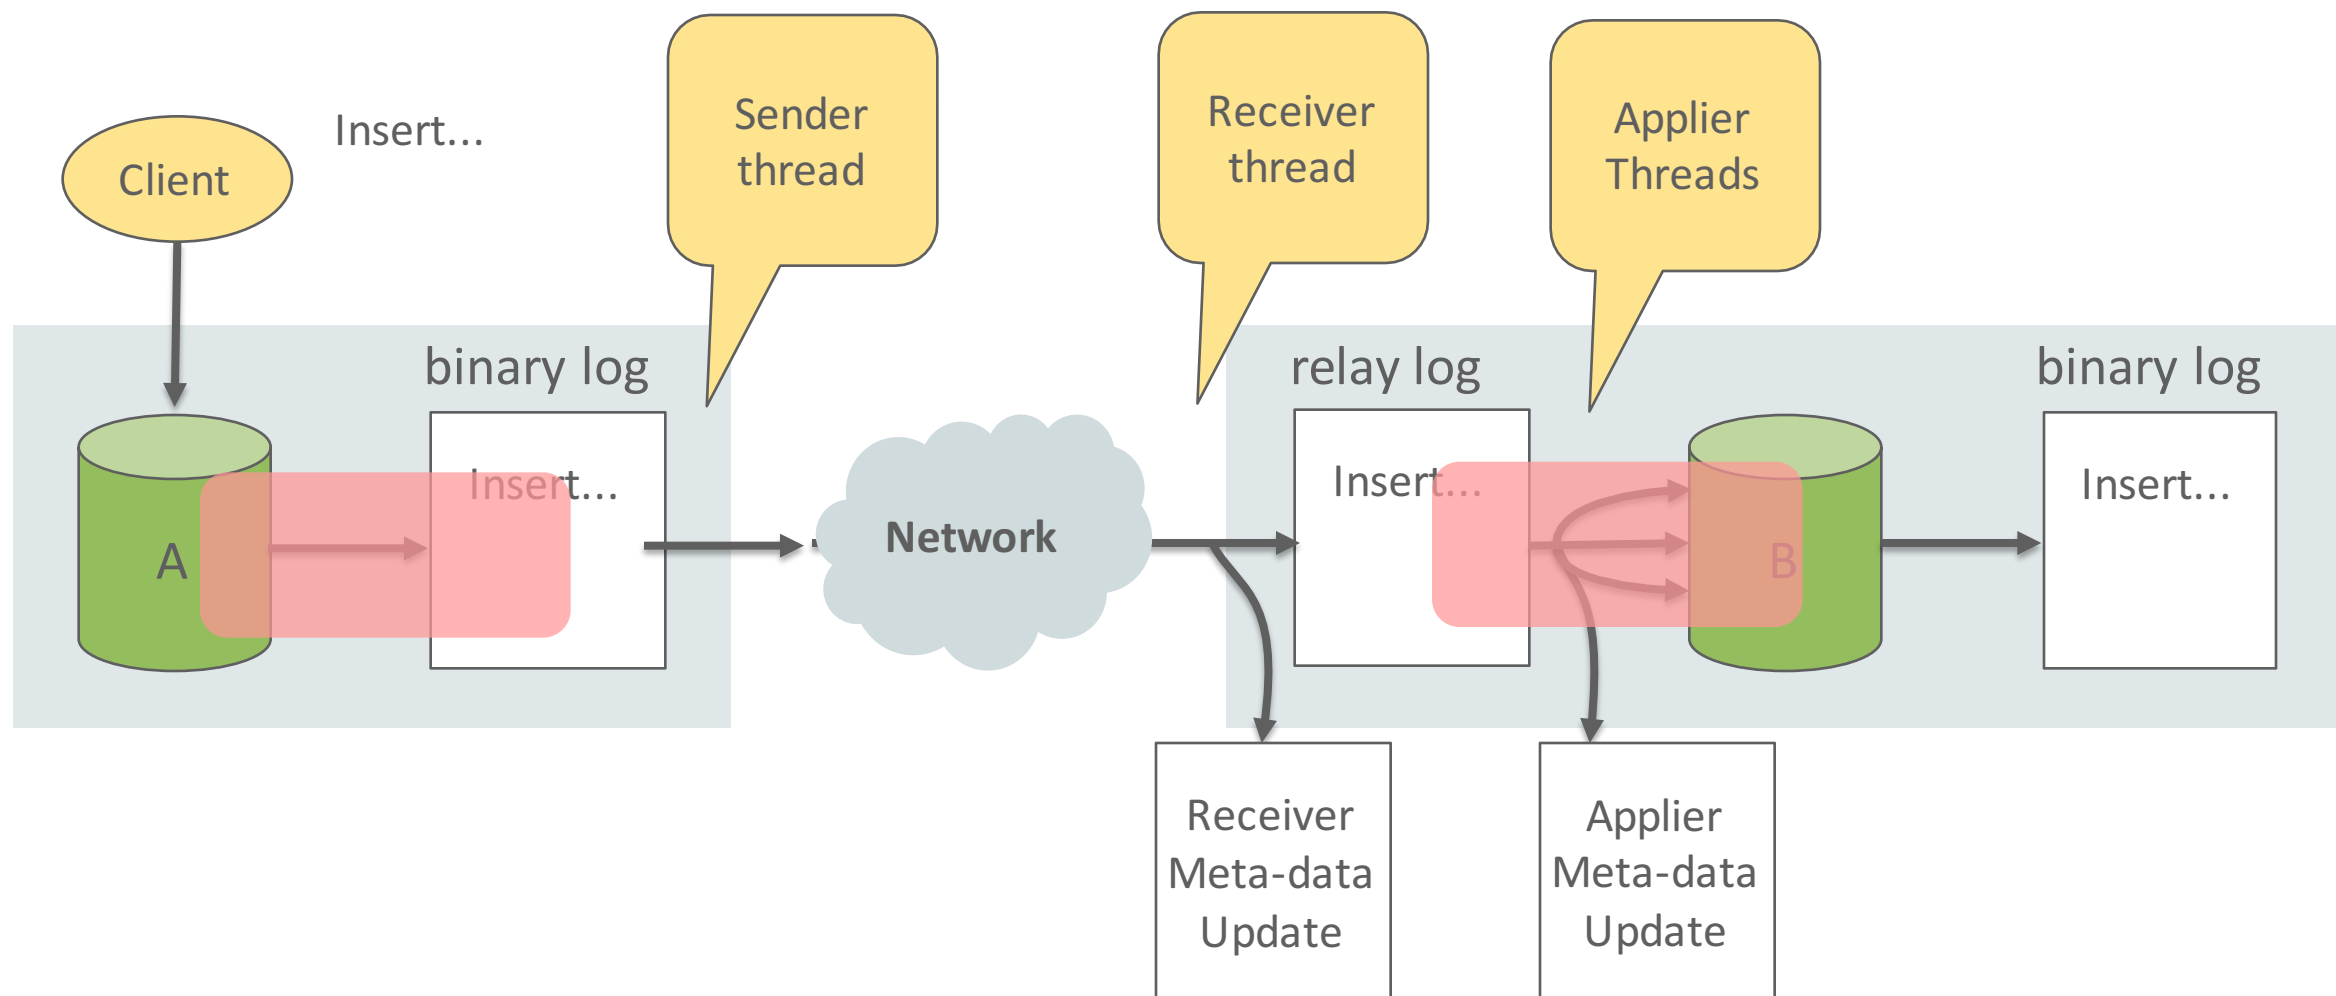 Client
Insert...
Sender
thread
Receiver
thread
Applier
Threads
binary log
Insert...
A
Network
relay log
Insert...
B
binary log
Insert...
Receiver
Meta-data
Update
Applier
Meta-data
Update